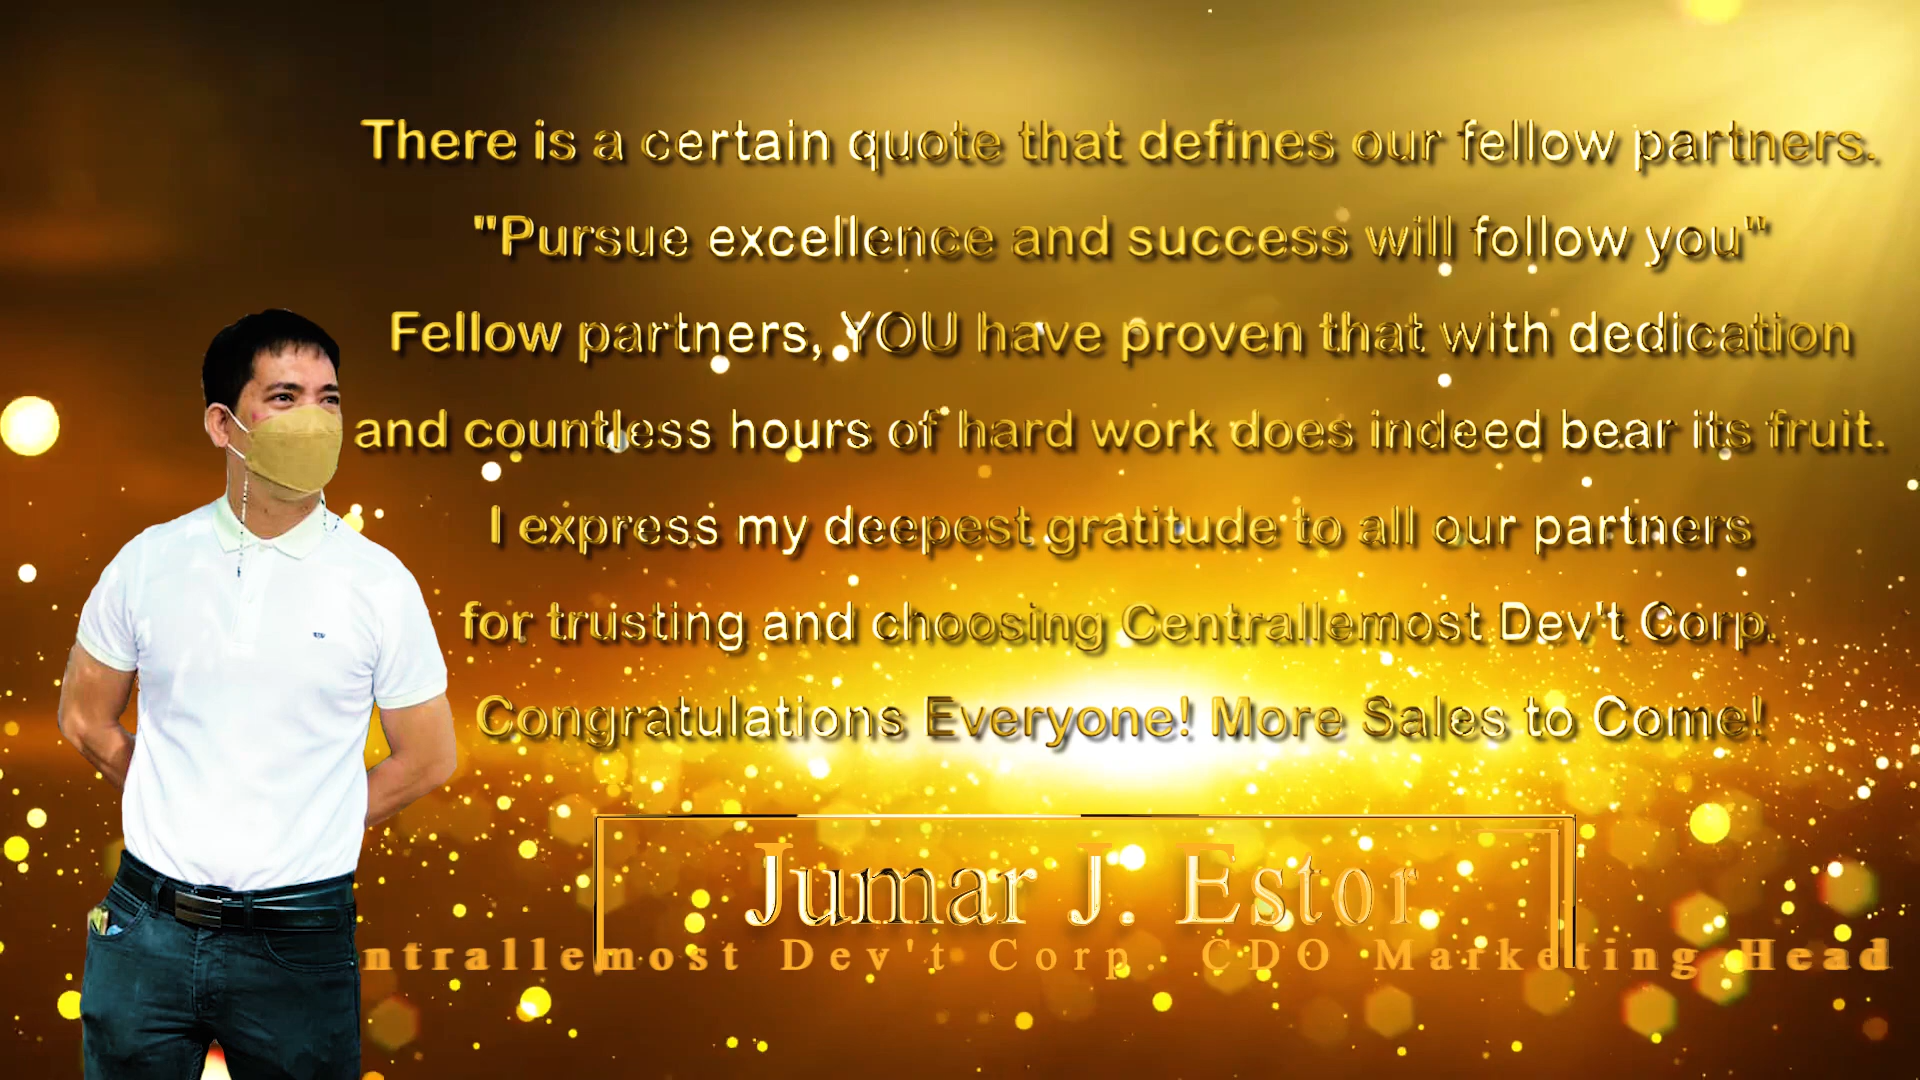 There is a certain quote that defines our fellow partners.
"Pursue excellence and success will follow you"
Fellow partners, YOU have proven that with dedication
and countless hours of hard work does indeed bear its fruit.
I express my deepest gratitude to all our partners
for trusting and choosing Centrallemost Dev't Corp.
Congratulations Everyone! More Sales to Come!
Jumar J. Estor
ntrallemost Dev't Corp. CDO Marketing Head